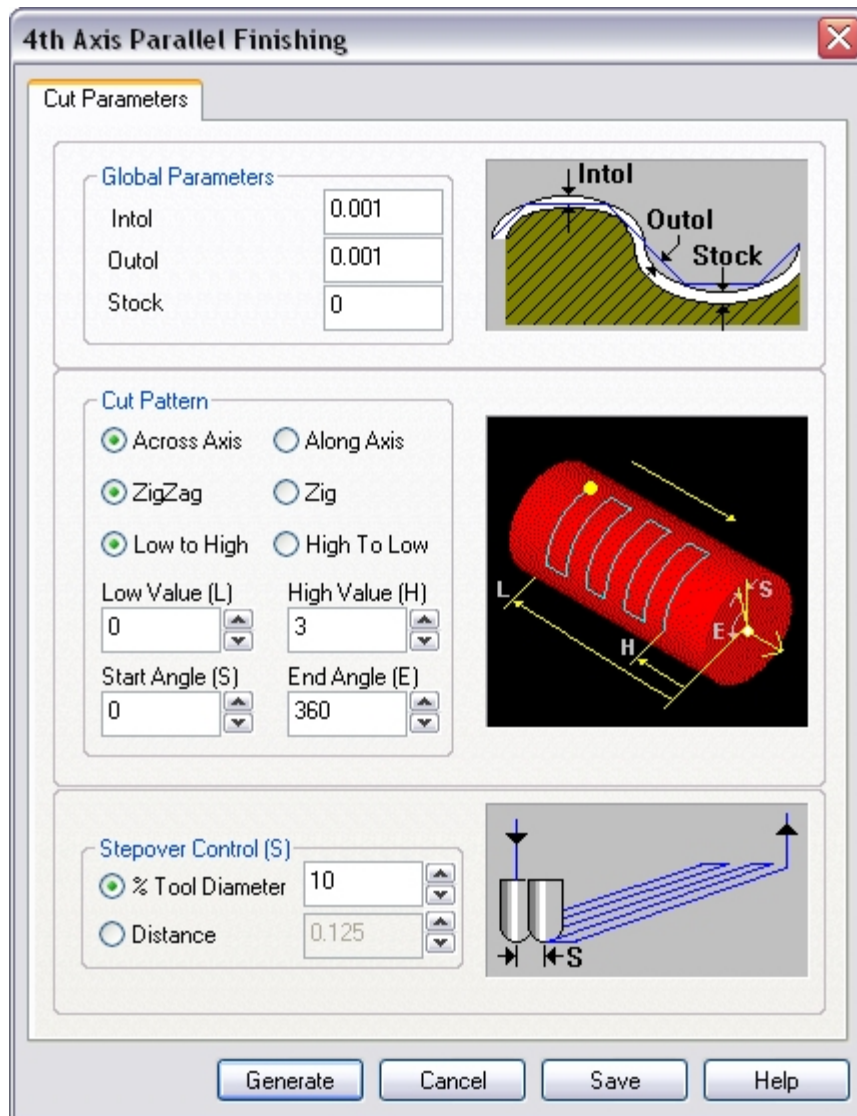 4th Axis Parallel Finishing
Cut Parameters
Global Parameters
Intol 0.001
Outol 0.001
Stock 0
Intol
Outol
Stock
Cut Pattern
Across Axis Along Axis
ZigZag Zig
Low to High High To Low
Low Value (L) High Value (H)
0 3
Start Angle (S) End Angle (E)
0 360
L
H
S
E
Stepover Control (S)
% Tool Diameter 10
Distance 0.125
S
Generate Cancel Save Help